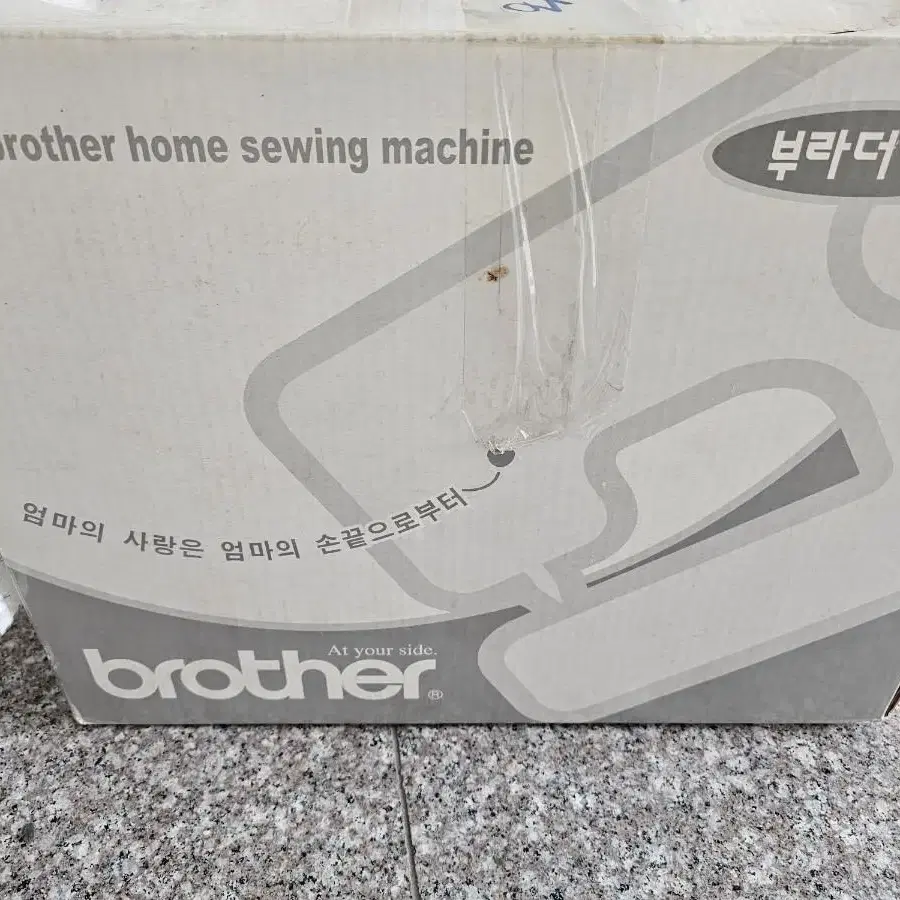 brother home sewing machine
부라더
엄마의 사랑은 엄마의 손끝으로부터
At your side.
brother®